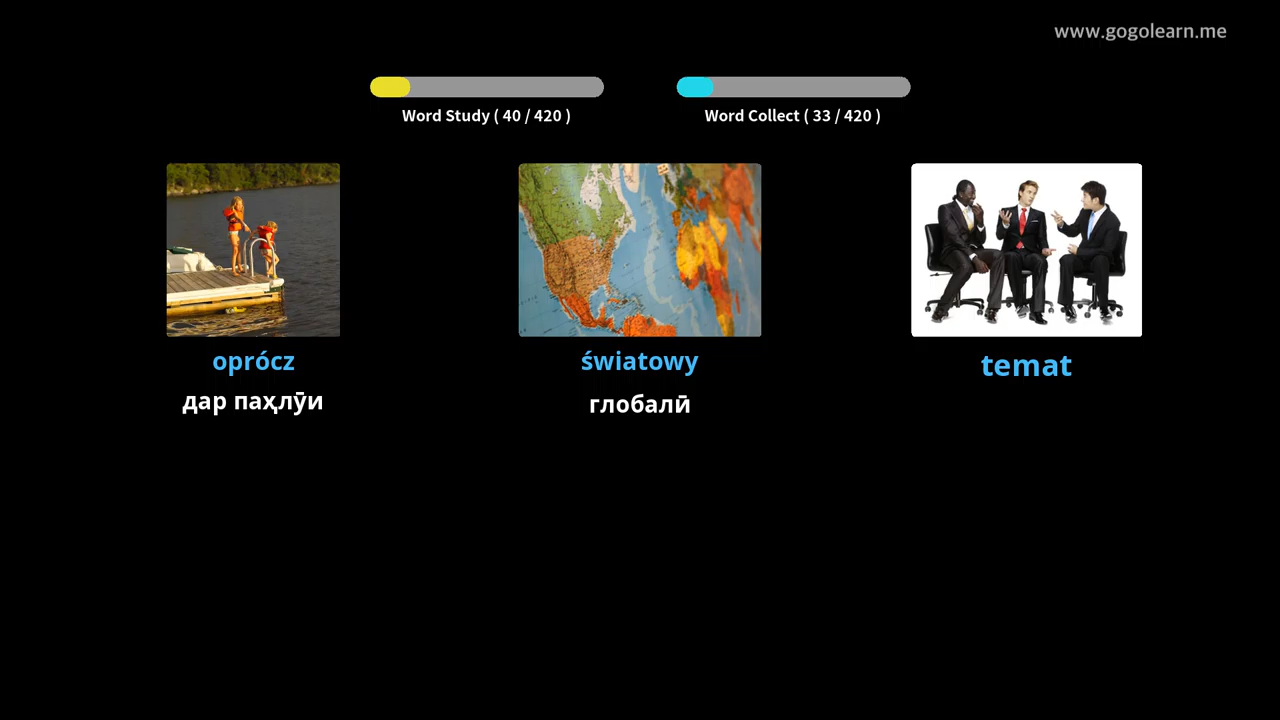 www.gogolearn.me
Word Study ( 40 / 420 )
Word Collect ( 33 / 420 )
oprócz
światowy
temat
дар паҳлӯи
глобалӣ